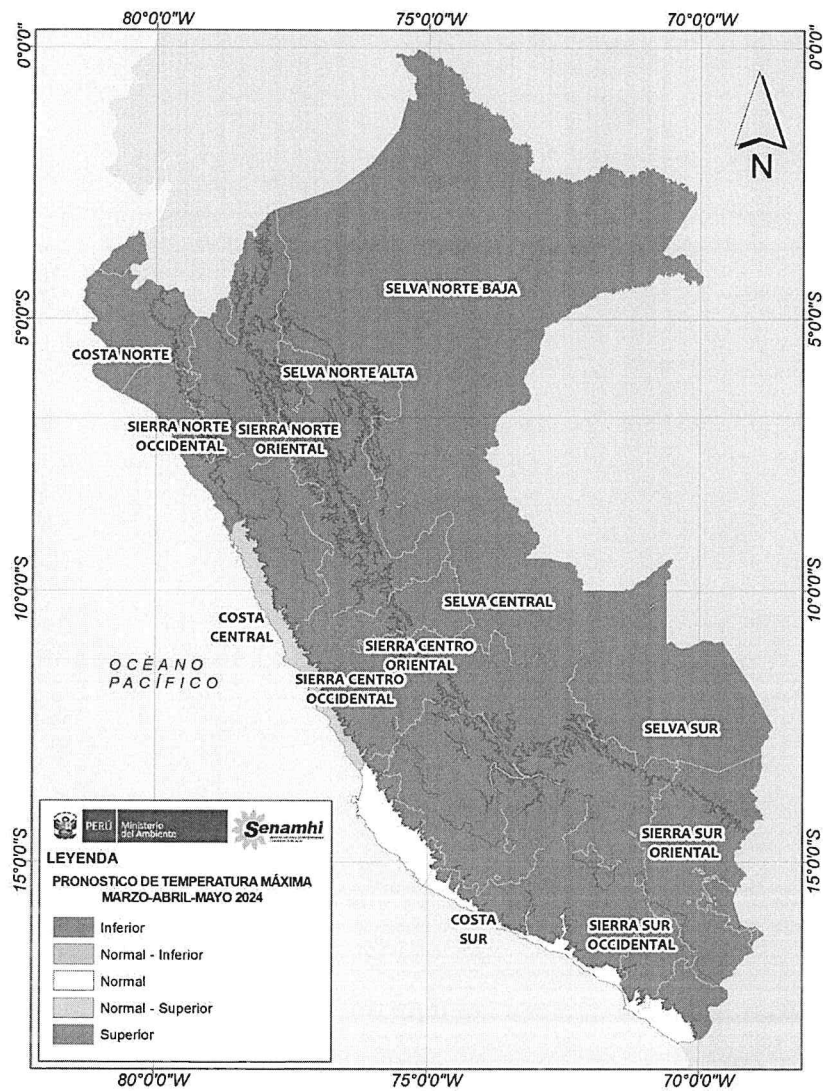 80°0'0"W 75°0'0"W 70°0'0"W
0°0'0" 0°0'0"
N
SELVA NORTE BAJA
5°0'0"S 5°0'0"S
COSTA NORTE
SELVA NORTE ALTA
SIERRA NORTE
OCCIDENTAL
SIERRA NORTE
ORIENTAL
10°0'0"S 10°0'0"S
SELVA CENTRAL
COSTA
CENTRAL
SIERRA CENTRO
ORIENTAL
OCÉANO
PACÍFICO
SIERRA CENTRO
OCCIDENTAL
SELVA SUR
PERÚ Ministerio
del Ambiente
Senamhi
LEYENDA
SIERRA SUR
ORIENTAL
15°0'0"S 15°0'0"S
PRONOSTICO DE TEMPERATURA MÁXIMA
MARZO-ABRIL-MAYO 2024
COSTA
SUR
SIERRA SUR
OCCIDENTAL
Inferior
Normal - Inferior
Normal
Normal - Superior
Superior
80°0'0"W 75°0'0"W 70°0'0"W